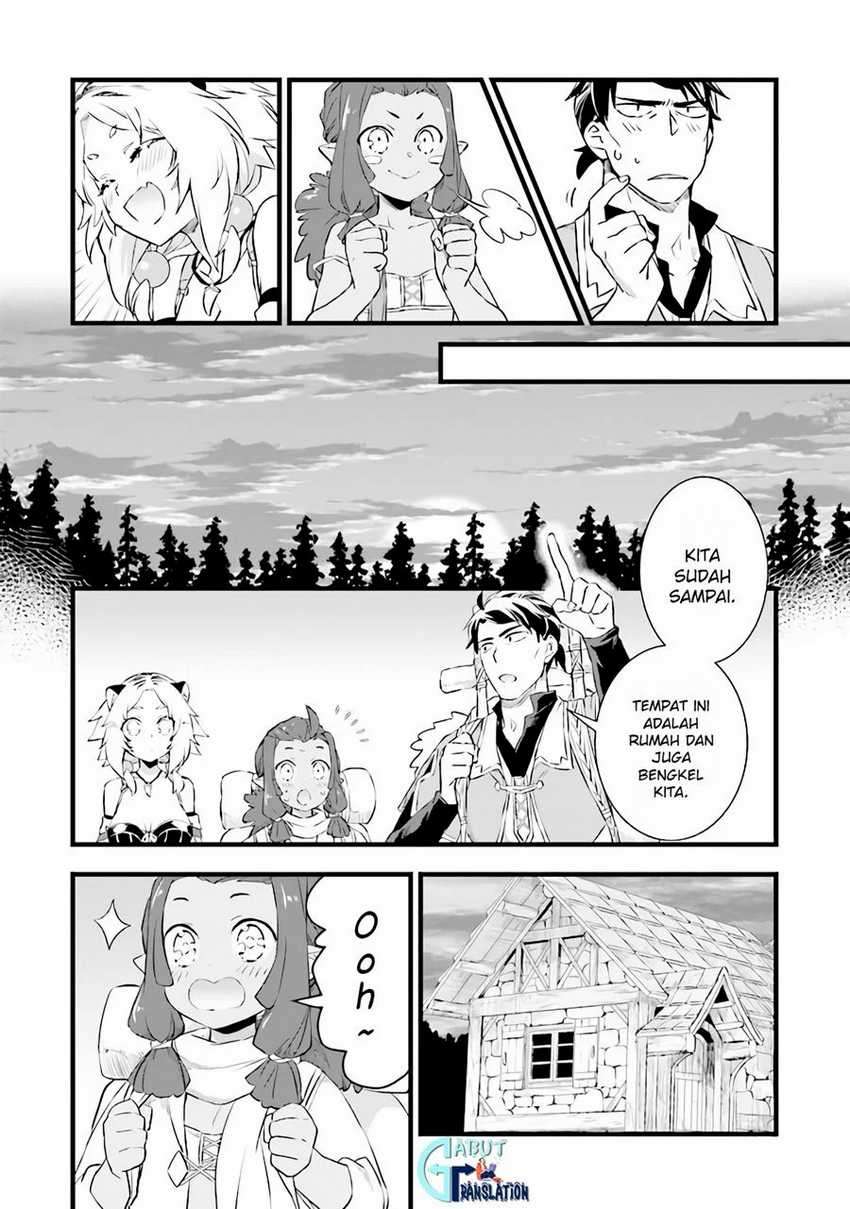 KITA
SUDAH
SAMPAI.
TEMPAT INI
ADALAH
RUMAH DAN
JUGA
BENGKEL
KITA.
Ooh~
GABUT
TRANSLATION